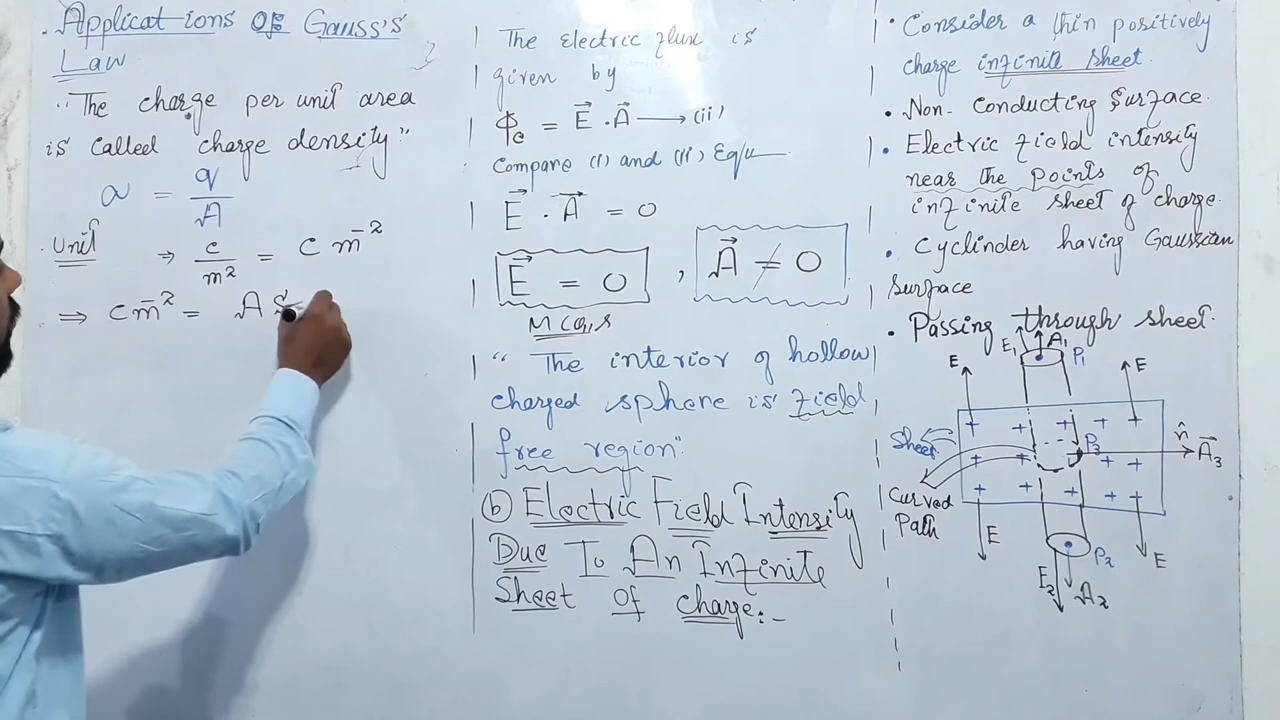 Applications Of Gauss's
Law
"The charge per unit area
is called charge density"
σ = q/A
Unit ⇒ c/m² = C m⁻²
⇒ C m⁻² = A S
The electric flux is
given by
Φe = E⃗ . A⃗ → (ii)
Compare (i) and (ii) Eq/n
E⃗ . A⃗ = 0
E⃗ = 0 , A⃗ ≠ 0
MCQ,s
" The interior of hollow
charged sphere is field
free region"
(b) Electric Field Intensity
Due To An Infinite
Sheet Of charge:-
• Consider a thin positively
charge infinite sheet.
• Non-Conducting Surface.
• Electric field intensity
near the points of
infinite sheet of charge.
• Cyclinder having Gaussian
surface
• Passing through sheet.
E₁ A₁ P₁
E E
+ + + + +
Sheet
+ + P₃ + + n̂ A⃗₃
+ + + + +
Curved
Path
E E
P₂
E₂ A₂